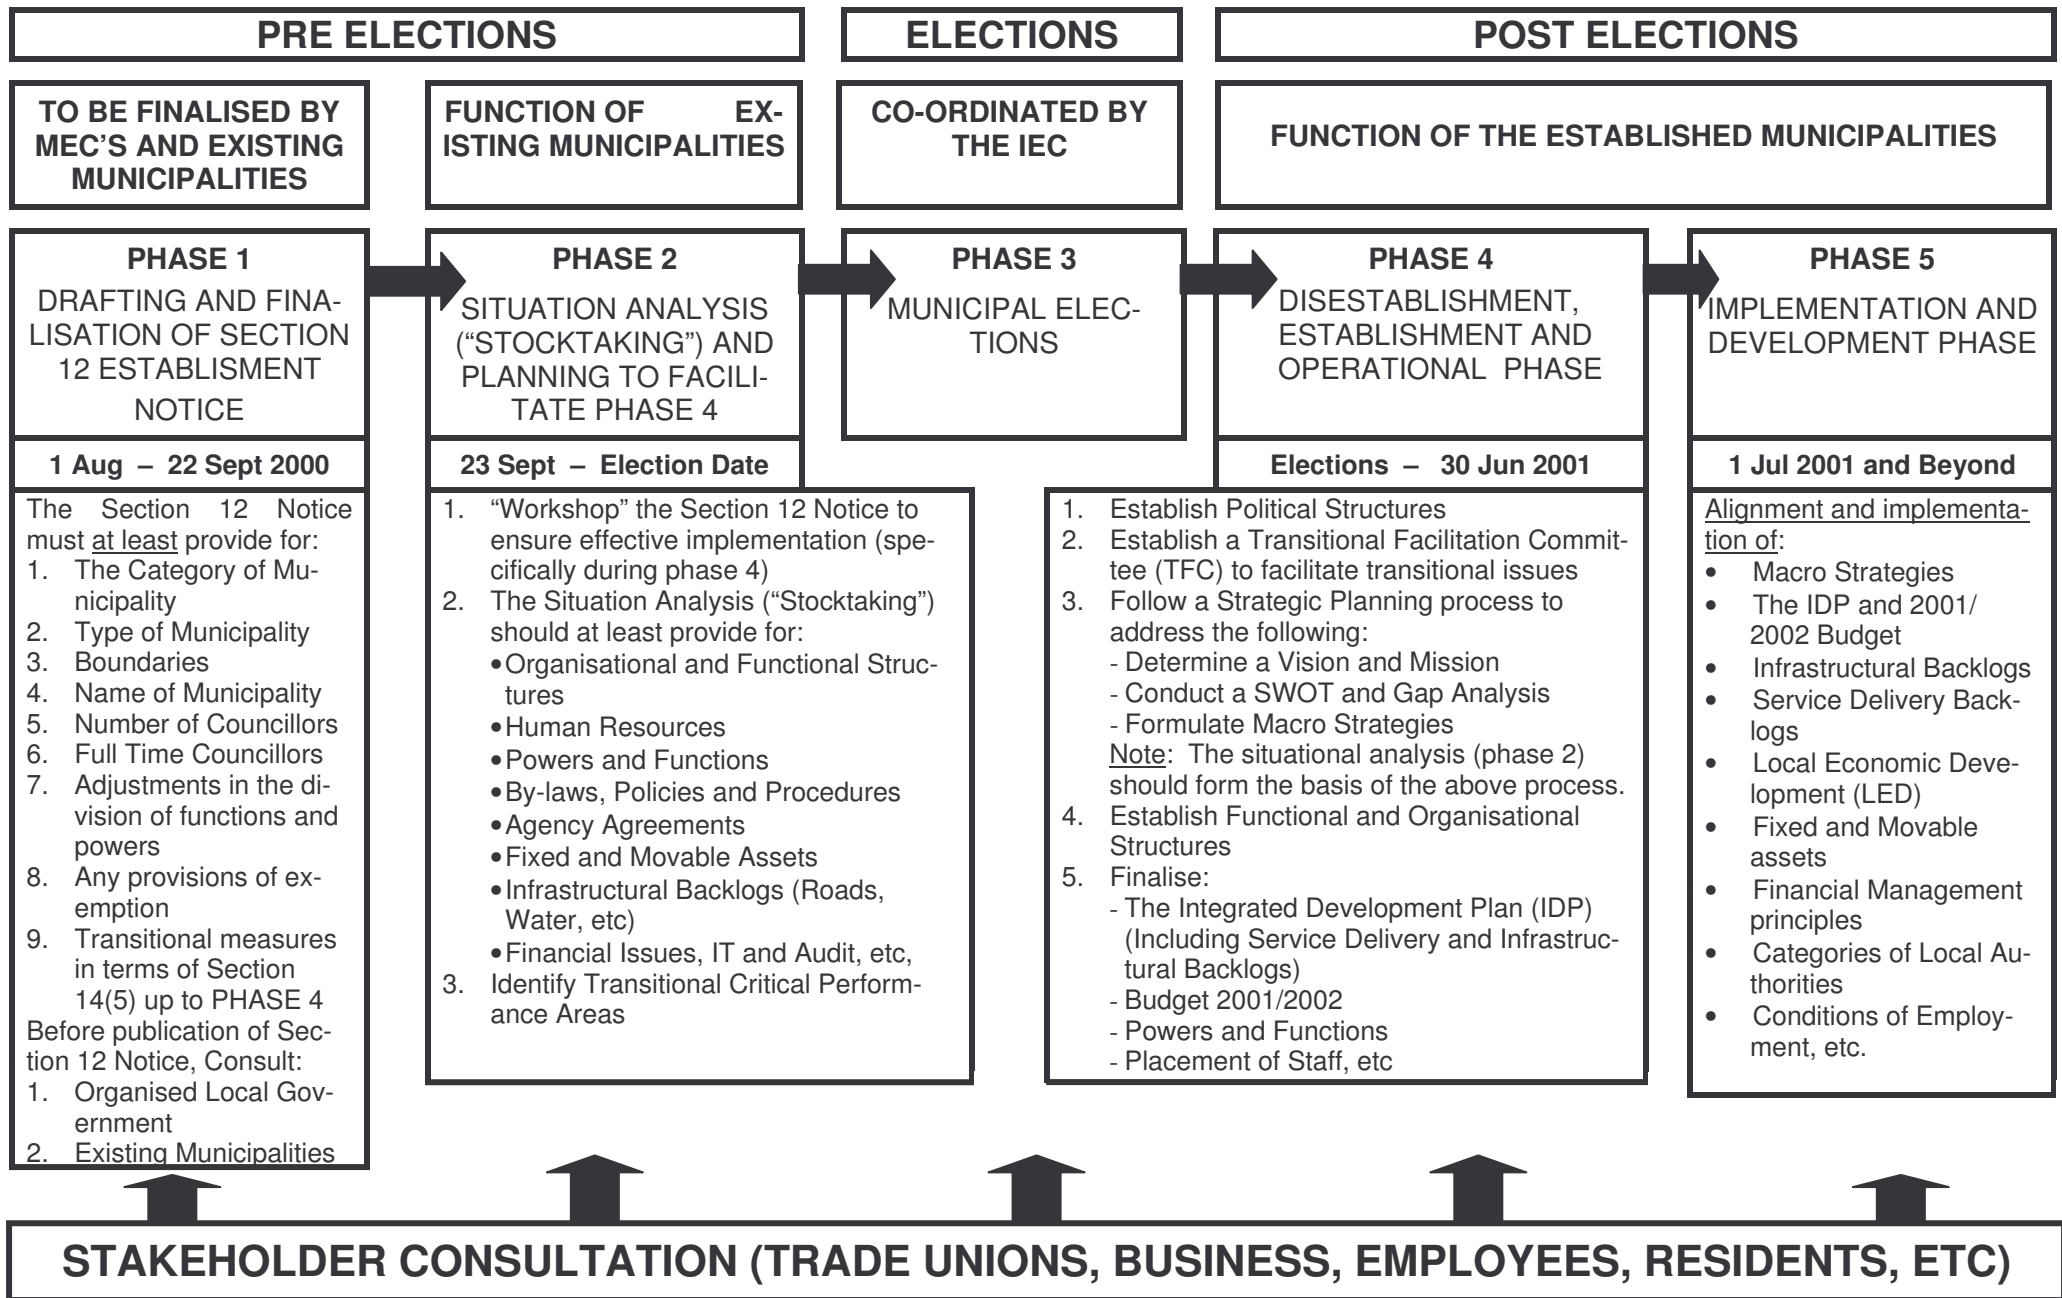 PRE ELECTIONS
ELECTIONS
POST ELECTIONS
TO BE FINALISED BY
MEC'S AND EXISTING
MUNICIPALITIES
FUNCTION OF EX-
ISTING MUNICIPALITIES
CO-ORDINATED BY
THE IEC
FUNCTION OF THE ESTABLISHED MUNICIPALITIES
PHASE 1
DRAFTING AND FINA-
LISATION OF SECTION
12 ESTABLISMENT
NOTICE
1 Aug – 22 Sept 2000
The Section 12 Notice
must at least provide for:
1. The Category of Mu-
nicipality
2. Type of Municipality
3. Boundaries
4. Name of Municipality
5. Number of Councillors
6. Full Time Councillors
7. Adjustments in the di-
vision of functions and
powers
8. Any provisions of ex-
emption
9. Transitional measures
in terms of Section
14(5) up to PHASE 4
Before publication of Sec-
tion 12 Notice, Consult:
1. Organised Local Gov-
ernment
2. Existing Municipalities
PHASE 2
SITUATION ANALYSIS
(“STOCKTAKING”) AND
PLANNING TO FACILI-
TATE PHASE 4
23 Sept – Election Date
1. “Workshop” the Section 12 Notice to
ensure effective implementation (spe-
cifically during phase 4)
2. The Situation Analysis (“Stocktaking”)
should at least provide for:
•Organisational and Functional Struc-
tures
•Human Resources
•Powers and Functions
•By-laws, Policies and Procedures
•Agency Agreements
•Fixed and Movable Assets
•Infrastructural Backlogs (Roads,
Water, etc)
•Financial Issues, IT and Audit, etc,
3. Identify Transitional Critical Perform-
ance Areas
PHASE 3
MUNICIPAL ELEC-
TIONS
PHASE 4
DISESTABLISHMENT,
ESTABLISHMENT AND
OPERATIONAL PHASE
Elections – 30 Jun 2001
1. Establish Political Structures
2. Establish a Transitional Facilitation Commit-
tee (TFC) to facilitate transitional issues
3. Follow a Strategic Planning process to
address the following:
- Determine a Vision and Mission
- Conduct a SWOT and Gap Analysis
- Formulate Macro Strategies
Note: The situational analysis (phase 2)
should form the basis of the above process.
4. Establish Functional and Organisational
Structures
5. Finalise:
- The Integrated Development Plan (IDP)
(Including Service Delivery and Infrastruc-
tural Backlogs)
- Budget 2001/2002
- Powers and Functions
- Placement of Staff, etc
PHASE 5
IMPLEMENTATION AND
DEVELOPMENT PHASE
1 Jul 2001 and Beyond
Alignment and implementa-
tion of:
• Macro Strategies
• The IDP and 2001/
2002 Budget
• Infrastructural Backlogs
• Service Delivery Back-
logs
• Local Economic Deve-
lopment (LED)
• Fixed and Movable
assets
• Financial Management
principles
• Categories of Local Au-
thorities
• Conditions of Employ-
ment, etc.
STAKEHOLDER CONSULTATION (TRADE UNIONS, BUSINESS, EMPLOYEES, RESIDENTS, ETC)